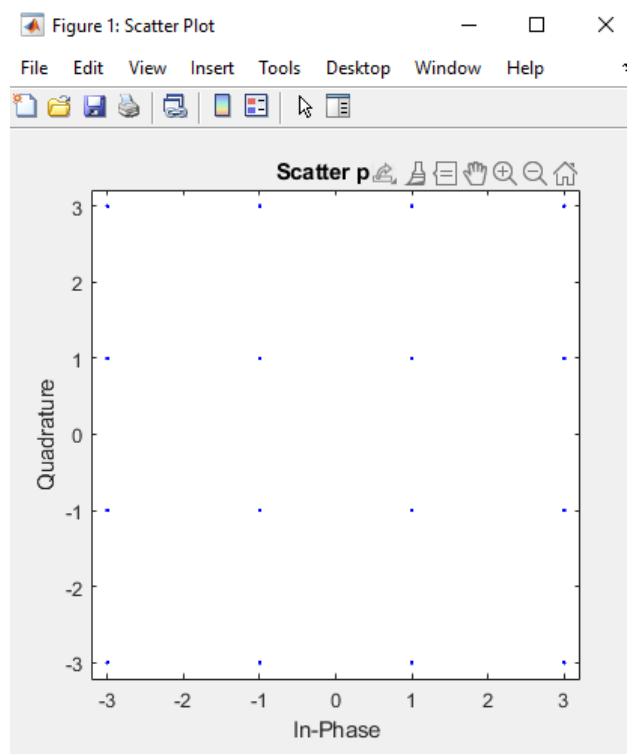 Figure 1: Scatter Plot
File Edit View Insert Tools Desktop Window Help
Scatter p
3
2
1
0
-1
-2
-3
Quadrature
-3 -2 -1 0 1 2 3
In-Phase